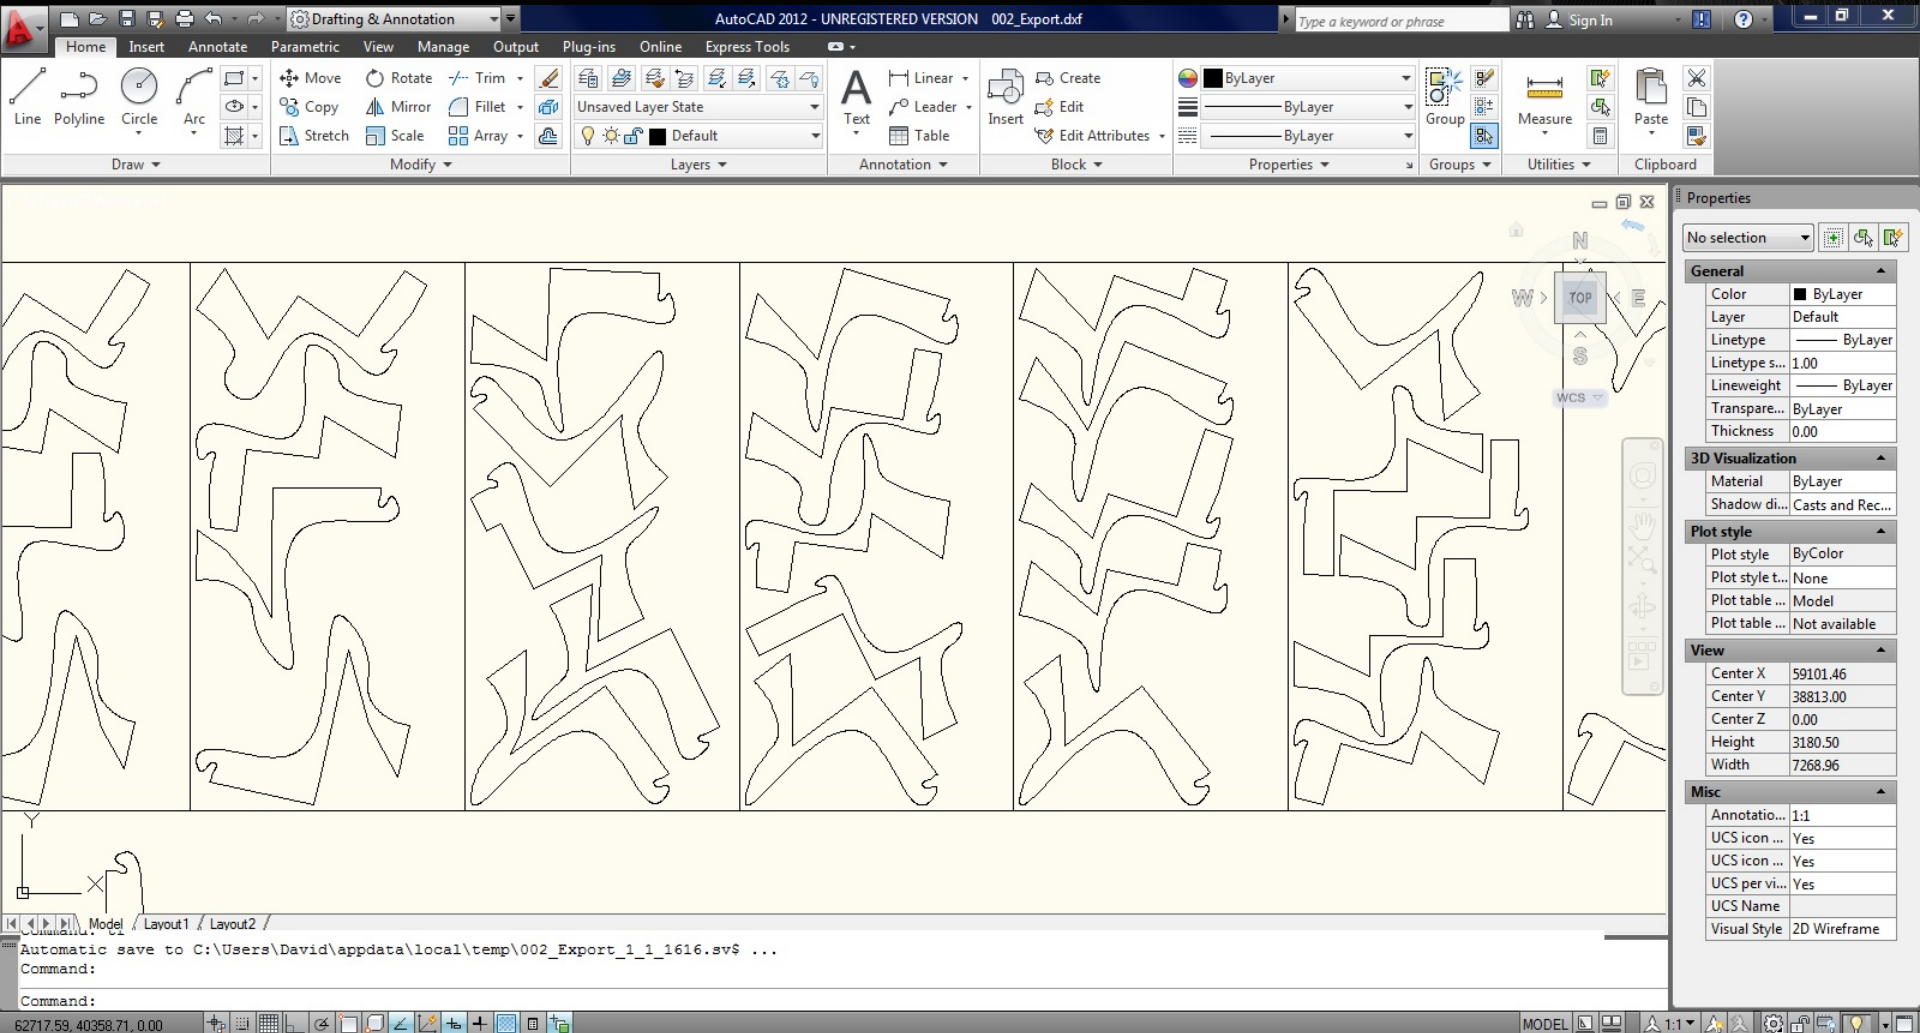 Drafting & Annotation
AutoCAD 2012 - UNREGISTERED VERSION 002_Export.dxf
Type a keyword or phrase
Sign In
Home Insert Annotate Parametric View Manage Output Plug-ins Online Express Tools
Line Polyline Circle Arc
Draw
Move Rotate Trim
Copy Mirror Fillet
Stretch Scale Array
Modify
Unsaved Layer State
Default
Layers
Text
Linear
Leader
Table
Annotation
Insert
Create
Edit
Edit Attributes
Block
ByLayer
ByLayer
ByLayer
Properties
Group
Groups
Measure
Utilities
Paste
Clipboard
N
W TOP E
S
WCS
Y
X
Properties
No selection
General
Color ByLayer
Layer Default
Linetype ByLayer
Linetype s... 1.00
Lineweight ByLayer
Transpare... ByLayer
Thickness 0.00
3D Visualization
Material ByLayer
Shadow di... Casts and Rec...
Plot style
Plot style ByColor
Plot style t... None
Plot table ... Model
Plot table ... Not available
View
Center X 59101.46
Center Y 38813.00
Center Z 0.00
Height 3180.50
Width 7268.96
Misc
Annotatio... 1:1
UCS icon ... Yes
UCS icon ... Yes
UCS per vi... Yes
UCS Name
Visual Style 2D Wireframe
Model Layout1 Layout2
Automatic save to C:\Users\David\appdata\local\temp\002_Export_1_1_1616.sv$ ...
Command:
Command:
62717.59, 40358.71, 0.00
MODEL
1:1